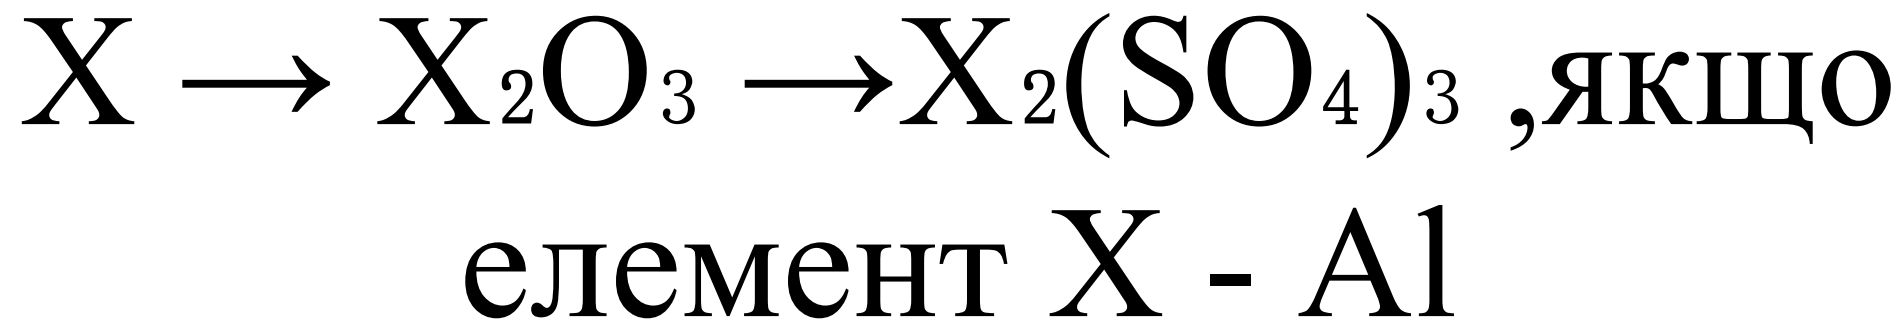 X → X₂O₃ →X₂(SO₄)₃ ,якщо
елемент X - Al